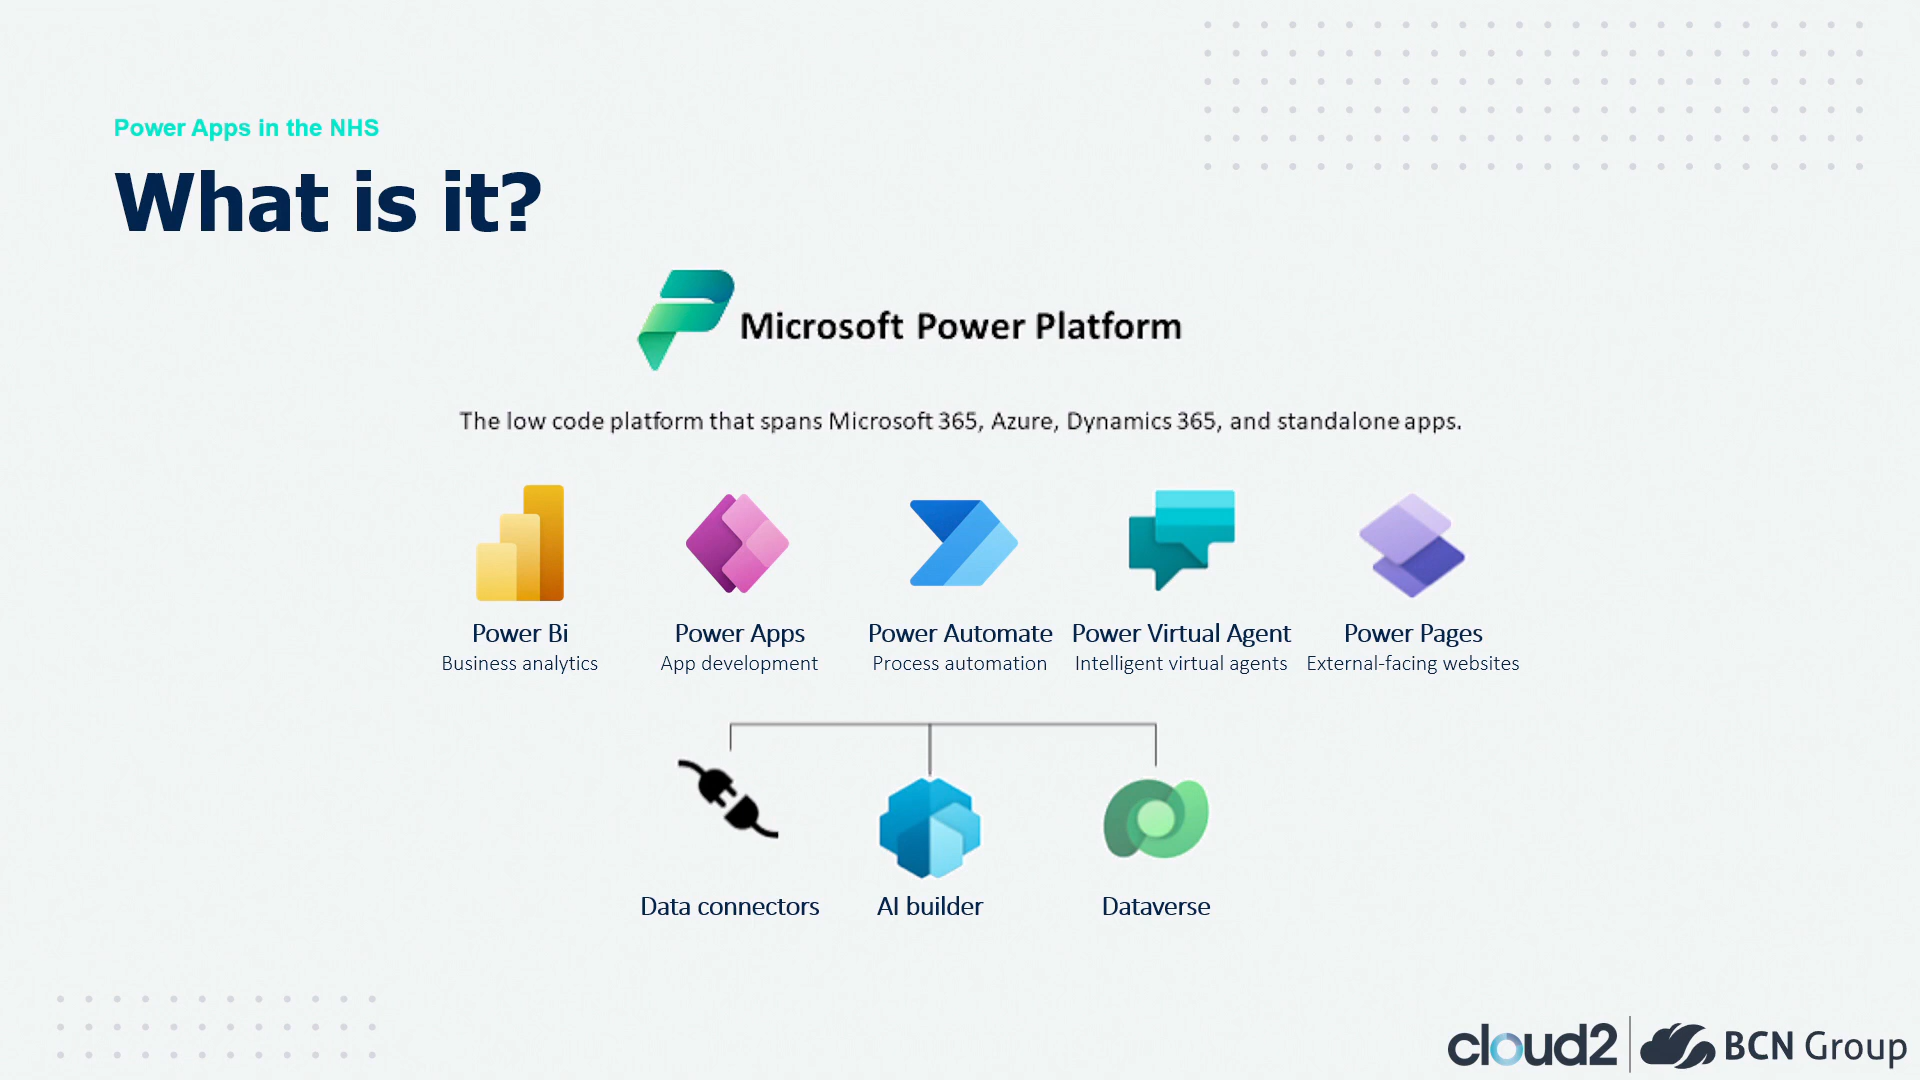 Power Apps in the NHS
What is it?
Microsoft Power Platform
The low code platform that spans Microsoft 365, Azure, Dynamics 365, and standalone apps.
Power Bi
Business analytics
Power Apps
App development
Power Automate
Process automation
Power Virtual Agent
Intelligent virtual agents
Power Pages
External-facing websites
Data connectors
AI builder
Dataverse
cloud2
BCN Group